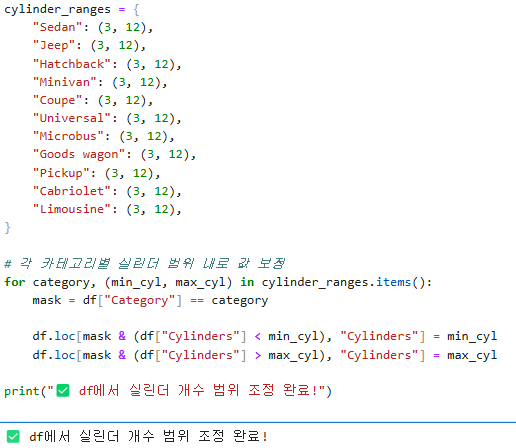 cylinder_ranges = {
    "Sedan": (3, 12),
    "Jeep": (3, 12),
    "Hatchback": (3, 12),
    "Minivan": (3, 12),
    "Coupe": (3, 12),
    "Universal": (3, 12),
    "Microbus": (3, 12),
    "Goods wagon": (3, 12),
    "Pickup": (3, 12),
    "Cabriolet": (3, 12),
    "Limousine": (3, 12),
}
# 각 카테고리별 실린더 범위 내로 값 보정
for category, (min_cyl, max_cyl) in cylinder_ranges.items():
    mask = df["Category"] == category
    df.loc[mask & (df["Cylinders"] < min_cyl), "Cylinders"] = min_cyl
    df.loc[mask & (df["Cylinders"] > max_cyl), "Cylinders"] = max_cyl
print("✅ df에서 실린더 개수 범위 조정 완료!")
✅ df에서 실린더 개수 범위 조정 완료!